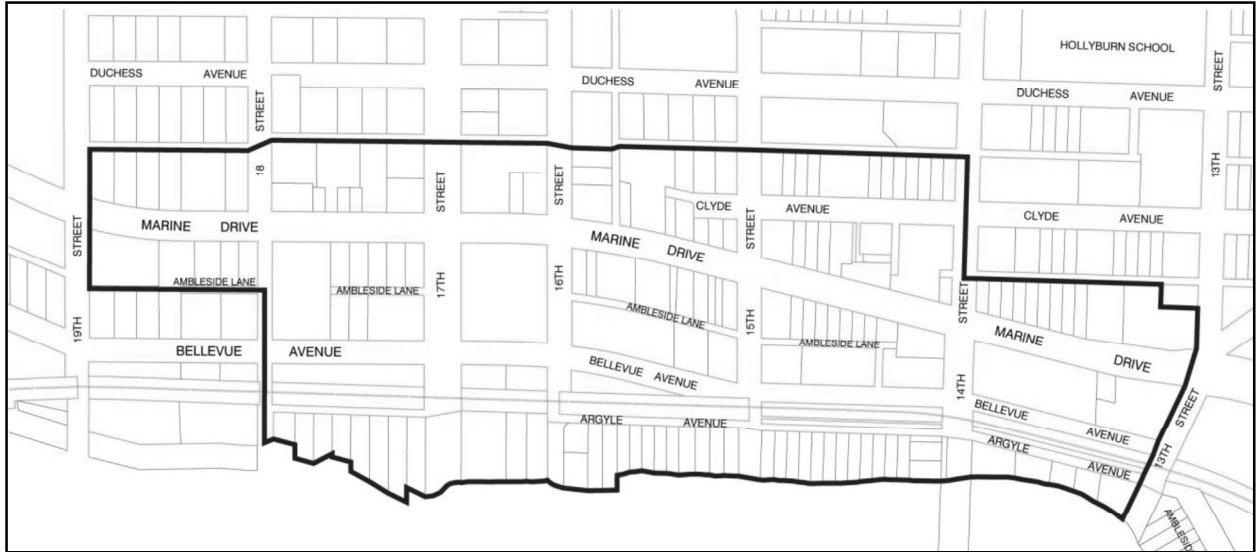 HOLLYBURN SCHOOL
DUCHESS AVENUE
DUCHESS AVENUE
DUCHESS AVENUE
STREET
STREET
18
STREET
STREET
13TH
CLYDE AVENUE
CLYDE AVENUE
STREET
STREET
MARINE DRIVE
MARINE DRIVE
AMBLESIDE LANE
AMBLESIDE LANE
17TH
16TH
STREET
AMBLESIDE LANE
15TH
AMBLESIDE LANE
19TH
MARINE DRIVE
BELLEVUE AVENUE
BELLEVUE AVENUE
14TH
STREET
BELLEVUE AVENUE
ARGYLE AVENUE
ARGYLE AVENUE
13TH
AMBLESIDE